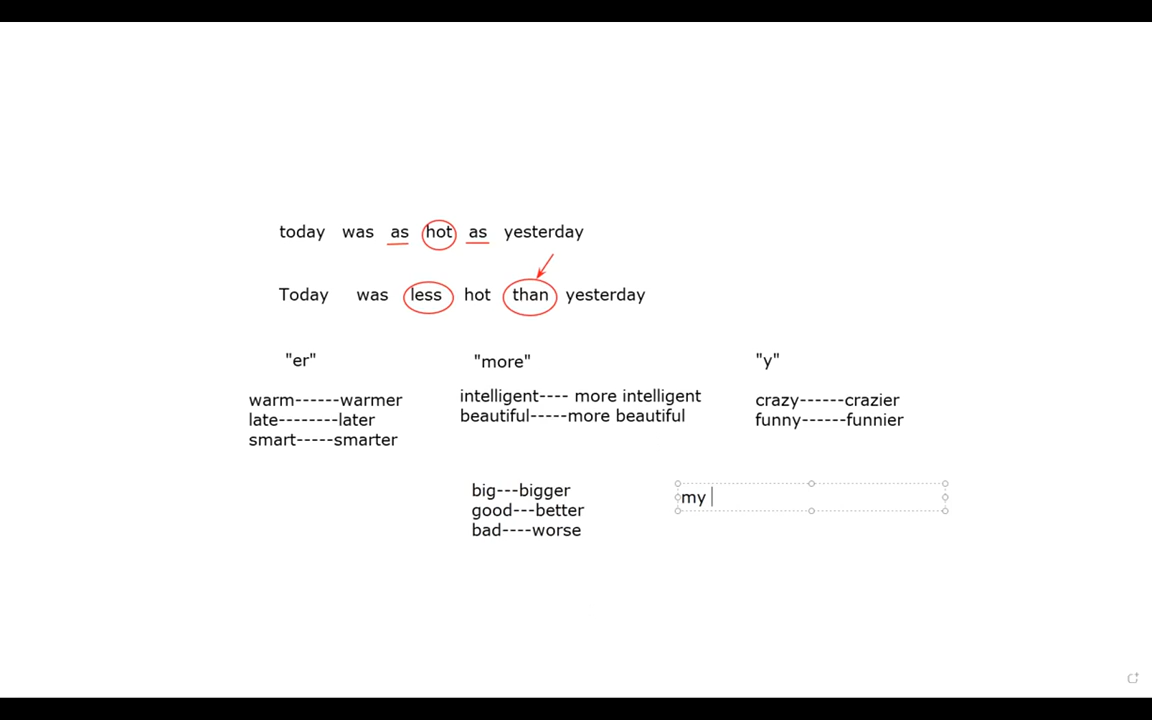 today was as hot as yesterday
Today was less hot than yesterday
"er"
warm------warmer
late--------later
smart-----smarter
"more"
intelligent---- more intelligent
beautiful-----more beautiful
"y"
crazy------crazier
funny------funnier
big---bigger
good---better
bad----worse
my